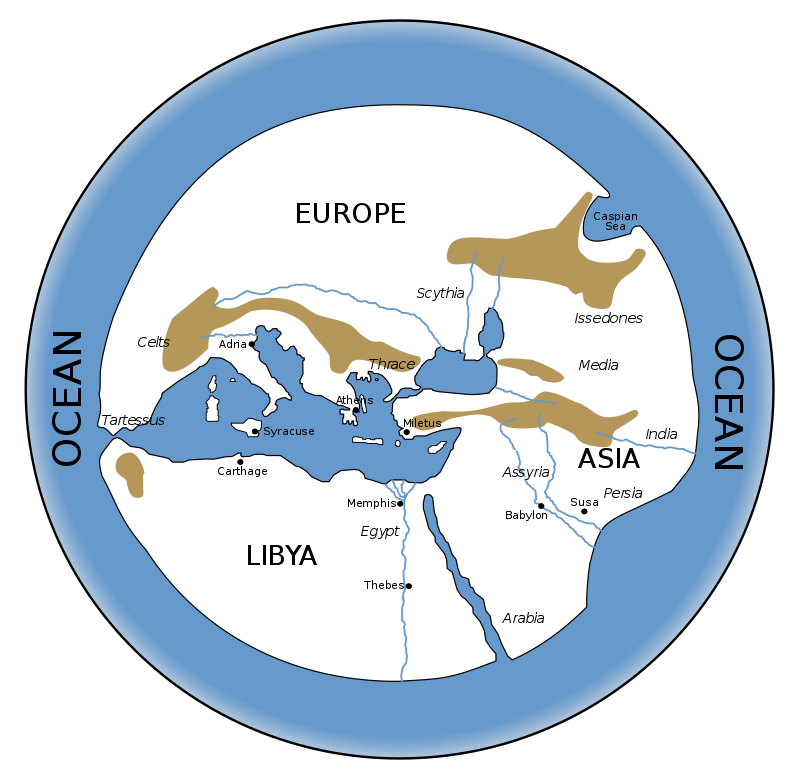 EUROPE
Caspian
Sea
Scythia
Issedones
OCEAN
OCEAN
Celts
Adria
Thrace
Media
Athens
Tartessus
Syracuse
Miletus
India
Carthage
ASIA
Assyria
Persia
Memphis
Susa
Babylon
Egypt
LIBYA
Thebes
Arabia